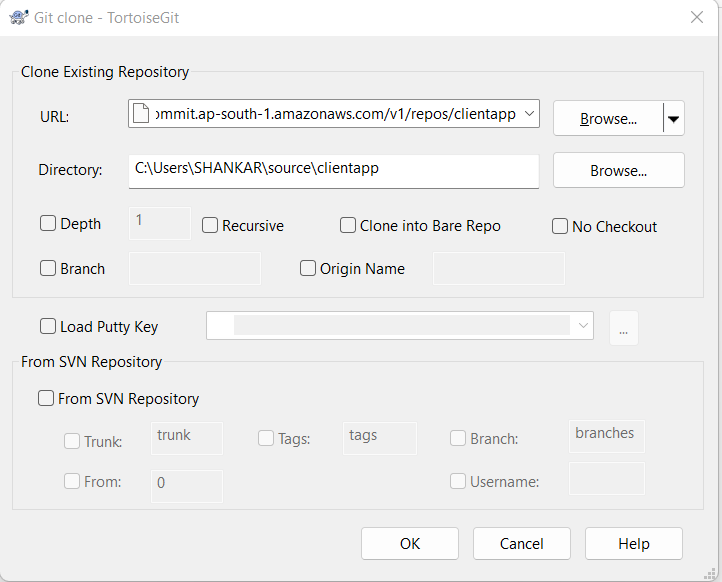 Git clone - TortoiseGit
Clone Existing Repository
URL: ommit.ap-south-1.amazonaws.com/v1/repos/clientapp Browse...
Directory: C:\Users\SHANKAR\source\clientapp Browse...
Depth 1 Recursive Clone into Bare Repo No Checkout
Branch Origin Name
Load Putty Key ...
From SVN Repository
From SVN Repository
Trunk: trunk Tags: tags Branch: branches
From: 0 Username:
OK Cancel Help